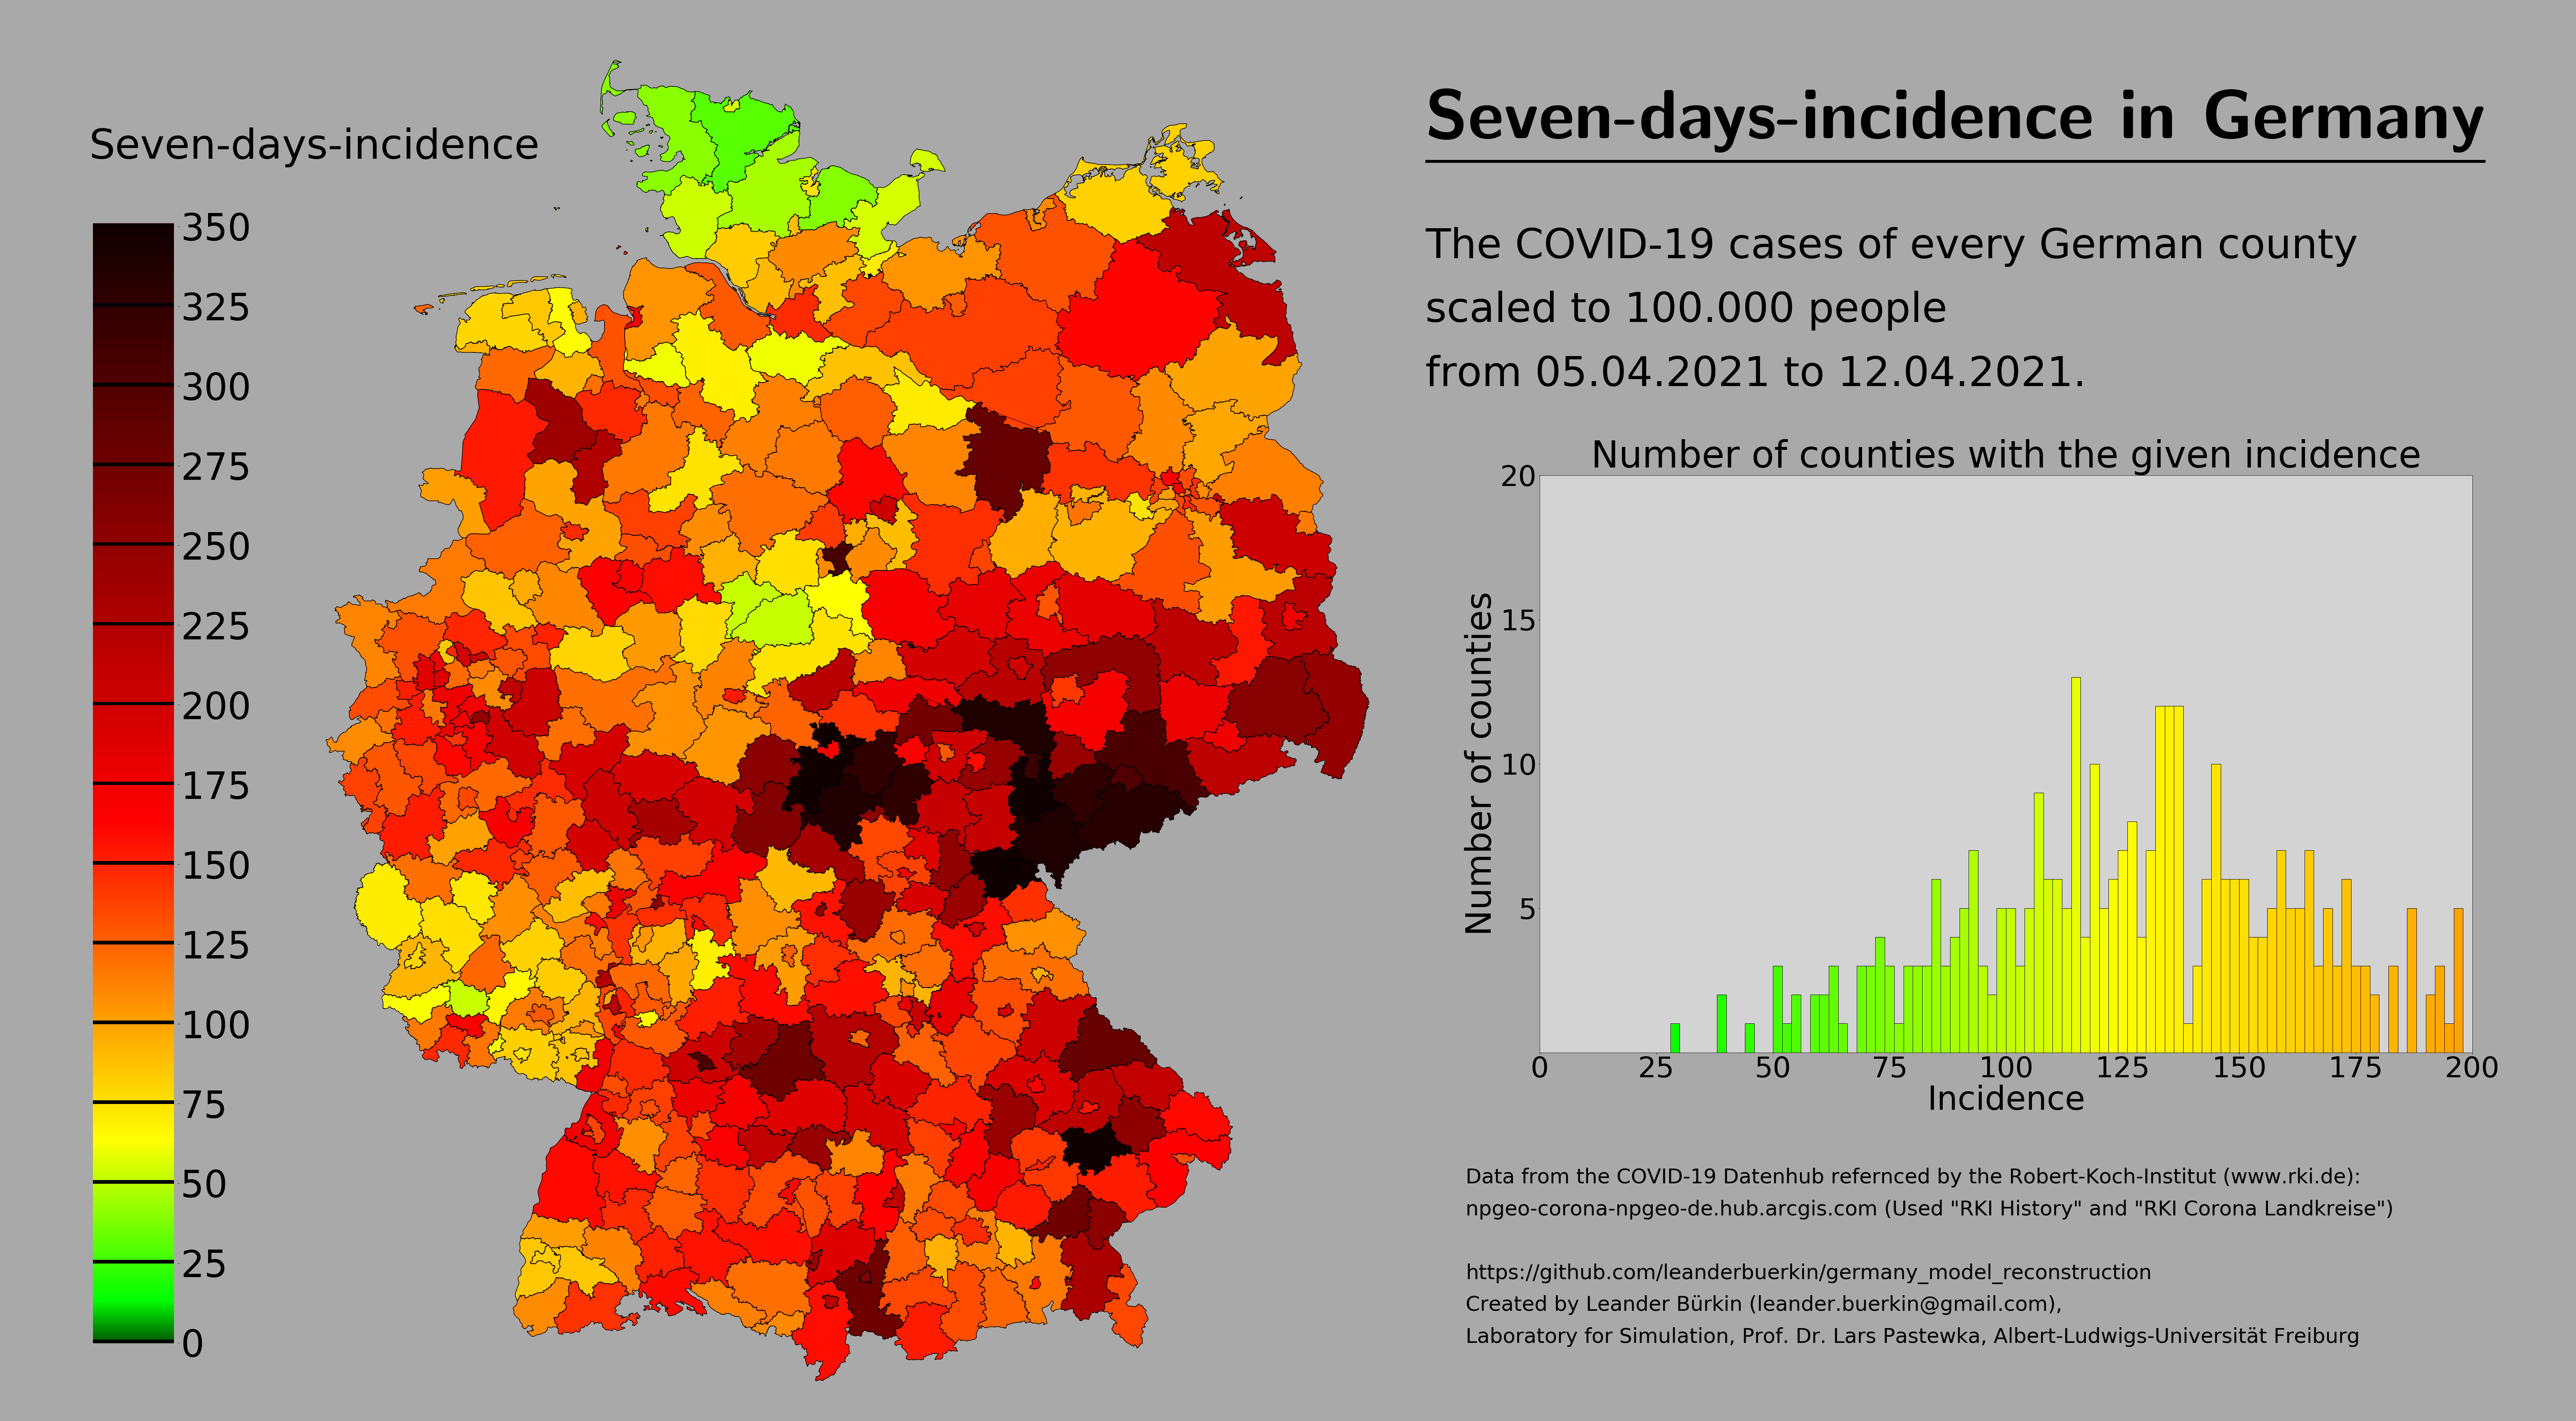 Seven-days-incidence in Germany
Seven-days-incidence
350
325
300
275
250
225
200
175
150
125
100
75
50
25
0
The COVID-19 cases of every German county
scaled to 100.000 people
from 05.04.2021 to 12.04.2021.
Number of counties with the given incidence
Number of counties
20
15
10
5
0 25 50 75 100 125 150 175 200
Incidence
Data from the COVID-19 Datenhub refernced by the Robert-Koch-Institut (www.rki.de):
npgeo-corona-npgeo-de.hub.arcgis.com (Used "RKI History" and "RKI Corona Landkreise")
https://github.com/leanderbuerkin/germany_model_reconstruction
Created by Leander Bürkin (leander.buerkin@gmail.com),
Laboratory for Simulation, Prof. Dr. Lars Pastewka, Albert-Ludwigs-Universität Freiburg